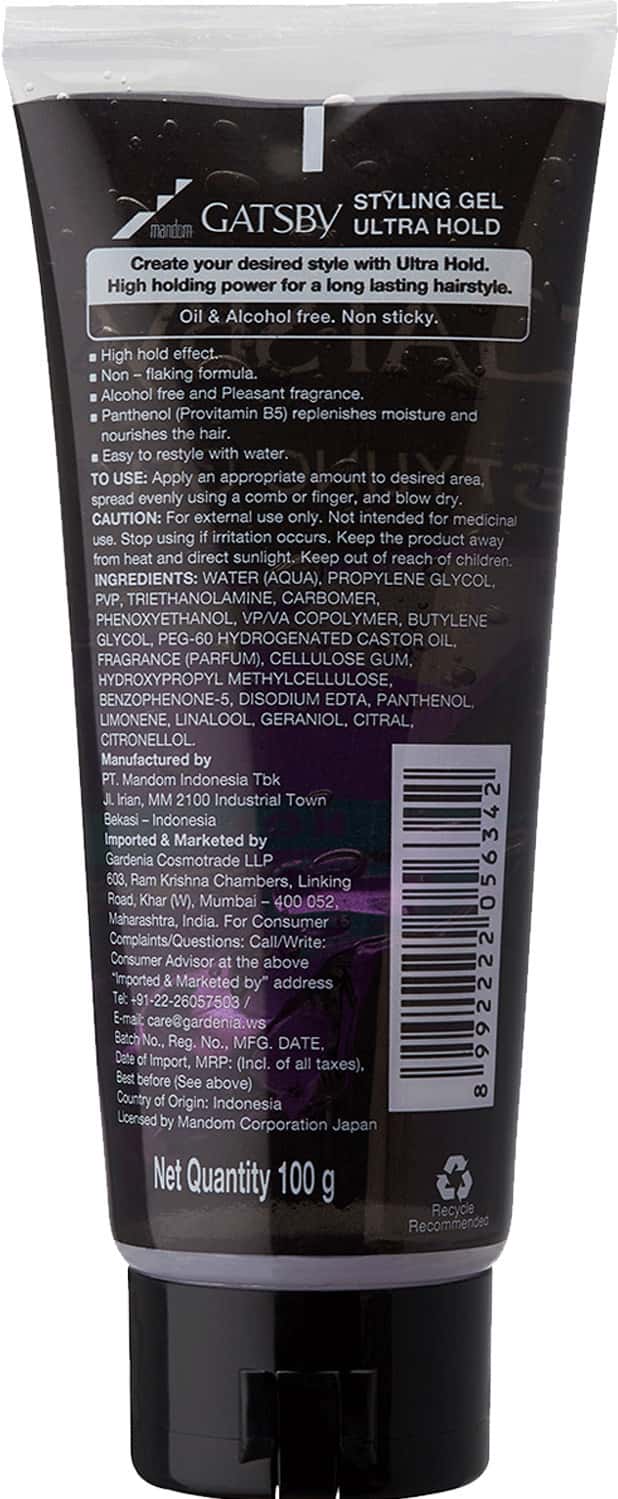 mandom GATSBY STYLING GEL
ULTRA HOLD
Create your desired style with Ultra Hold.
High holding power for a long lasting hairstyle.
Oil & Alcohol free. Non sticky.
▪ High hold effect.
▪ Non – flaking formula.
▪ Alcohol free and Pleasant fragrance.
▪ Panthenol (Provitamin B5) replenishes moisture and
nourishes the hair.
▪ Easy to restyle with water.
TO USE: Apply an appropriate amount to desired area,
spread evenly using a comb or finger, and blow dry.
CAUTION: For external use only. Not intended for medicinal
use. Stop using if irritation occurs. Keep the product away
from heat and direct sunlight. Keep out of reach of children.
INGREDIENTS: WATER (AQUA), PROPYLENE GLYCOL,
PVP, TRIETHANOLAMINE, CARBOMER,
PHENOXYETHANOL, VP/VA COPOLYMER, BUTYLENE
GLYCOL, PEG-60 HYDROGENATED CASTOR OIL,
FRAGRANCE (PARFUM), CELLULOSE GUM,
HYDROXYPROPYL METHYLCELLULOSE,
BENZOPHENONE-5, DISODIUM EDTA, PANTHENOL,
LIMONENE, LINALOOL, GERANIOL, CITRAL,
CITRONELLOL.
Manufactured by
PT. Mandom Indonesia Tbk
Jl. Irian, MM 2100 Industrial Town
Bekasi – Indonesia
Imported & Marketed by
Gardenia Cosmotrade LLP
603, Ram Krishna Chambers, Linking
Road, Khar (W), Mumbai – 400 052,
Maharashtra, India. For Consumer
Complaints/Questions: Call/Write:
Consumer Advisor at the above
"Imported & Marketed by" address
Tel: +91-22-26057503 /
E-mail: care@gardenia.ws
Batch No., Reg. No., MFG. DATE,
Date of Import, MRP: (Incl. of all taxes),
Best before (See above)
Country of Origin: Indonesia
Licensed by Mandom Corporation Japan
8992222056342
Net Quantity 100 g
Recycle
Recommended